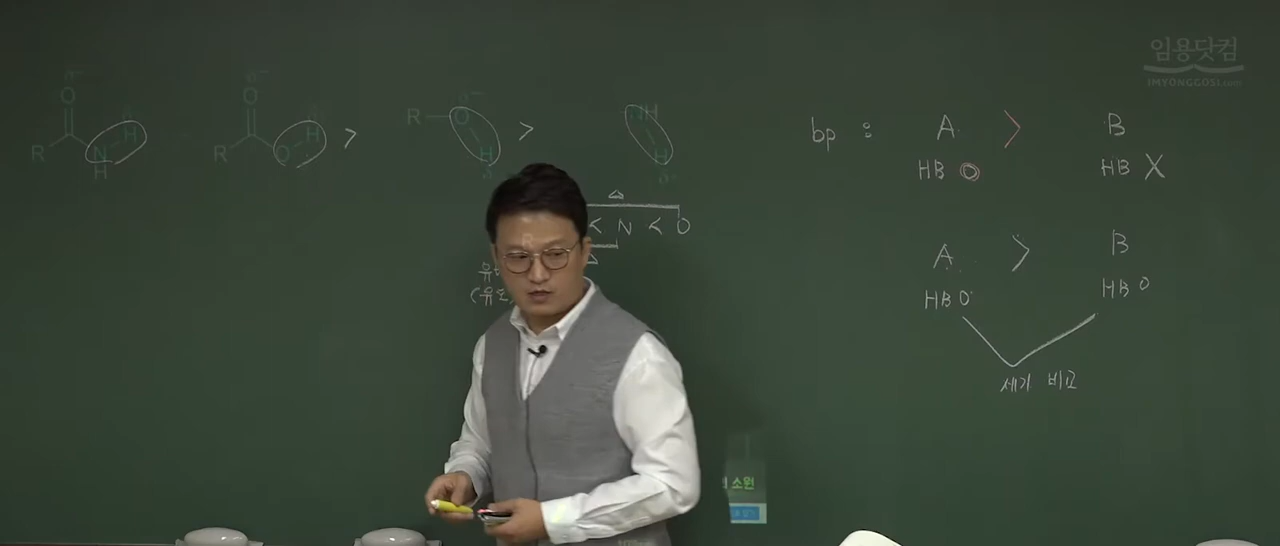 임용닷컴
IMYONGGOSI.com
O O R—O NH
R N H R O H > H > H
H
bp : A > B
HB O HB X
< N < O
A > B
HB O HB O
세기 비교
소원